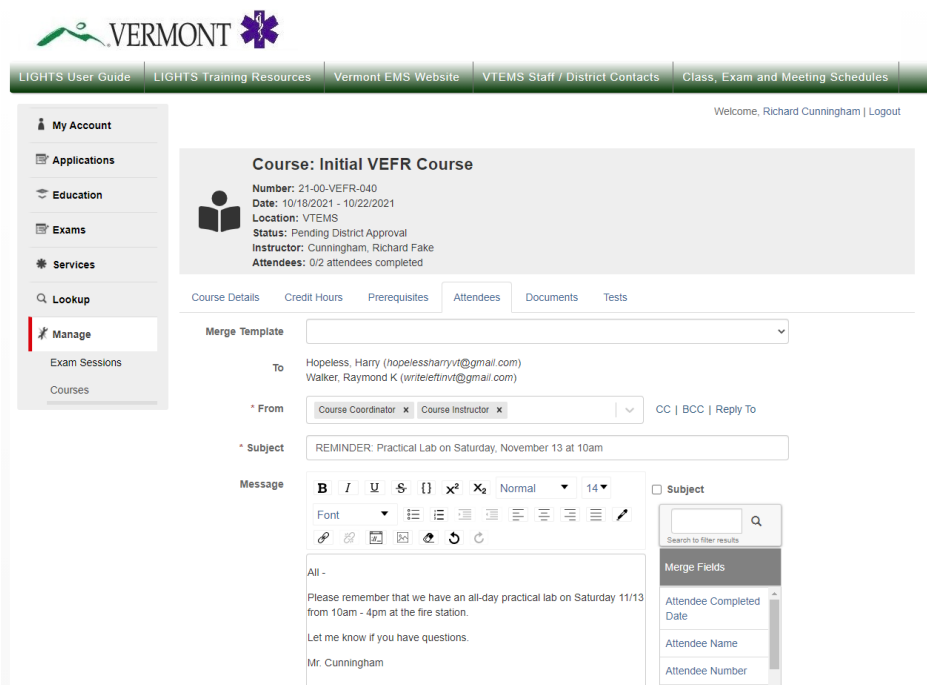 VERMONT
LIGHTS User Guide
LIGHTS Training Resources
Vermont EMS Website
VTEMS Staff / District Contacts
Class, Exam and Meeting Schedules
Welcome, Richard Cunningham | Logout
My Account
Applications
Education
Exams
Services
Lookup
Manage
Exam Sessions
Courses
Course: Initial VEFR Course
Number: 21-00-VEFR-040
Date: 10/18/2021 - 10/22/2021
Location: VTEMS
Status: Pending District Approval
Instructor: Cunningham, Richard Fake
Attendees: 0/2 attendees completed
Course Details
Credit Hours
Prerequisites
Attendees
Documents
Tests
Merge Template
To
Hopeless, Harry (hopelessharryvt@gmail.com)
Walker, Raymond K (writeleftinvt@gmail.com)
* From
Course Coordinator x
Course Instructor x
CC | BCC | Reply To
* Subject
REMINDER: Practical Lab on Saturday, November 13 at 10am
Message
B I U S {} X² X₂ Normal 14
Font
All -
Please remember that we have an all-day practical lab on Saturday 11/13
from 10am - 4pm at the fire station.
Let me know if you have questions.
Mr. Cunningham
Subject
Search to filter results
Merge Fields
Attendee Completed
Date
Attendee Name
Attendee Number